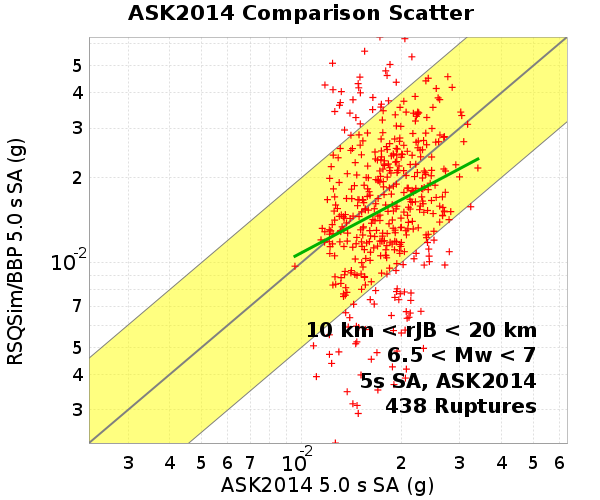 ASK2014 Comparison Scatter
RSQSim/BBP 5.0 s SA (g)
5
4
3
2
10-2
7
5
4
3
10 km < rJB < 20 km
6.5 < Mw < 7
5s SA, ASK2014
438 Ruptures
3 4 5 6 7 10-2 2 3 4 5 6
ASK2014 5.0 s SA (g)